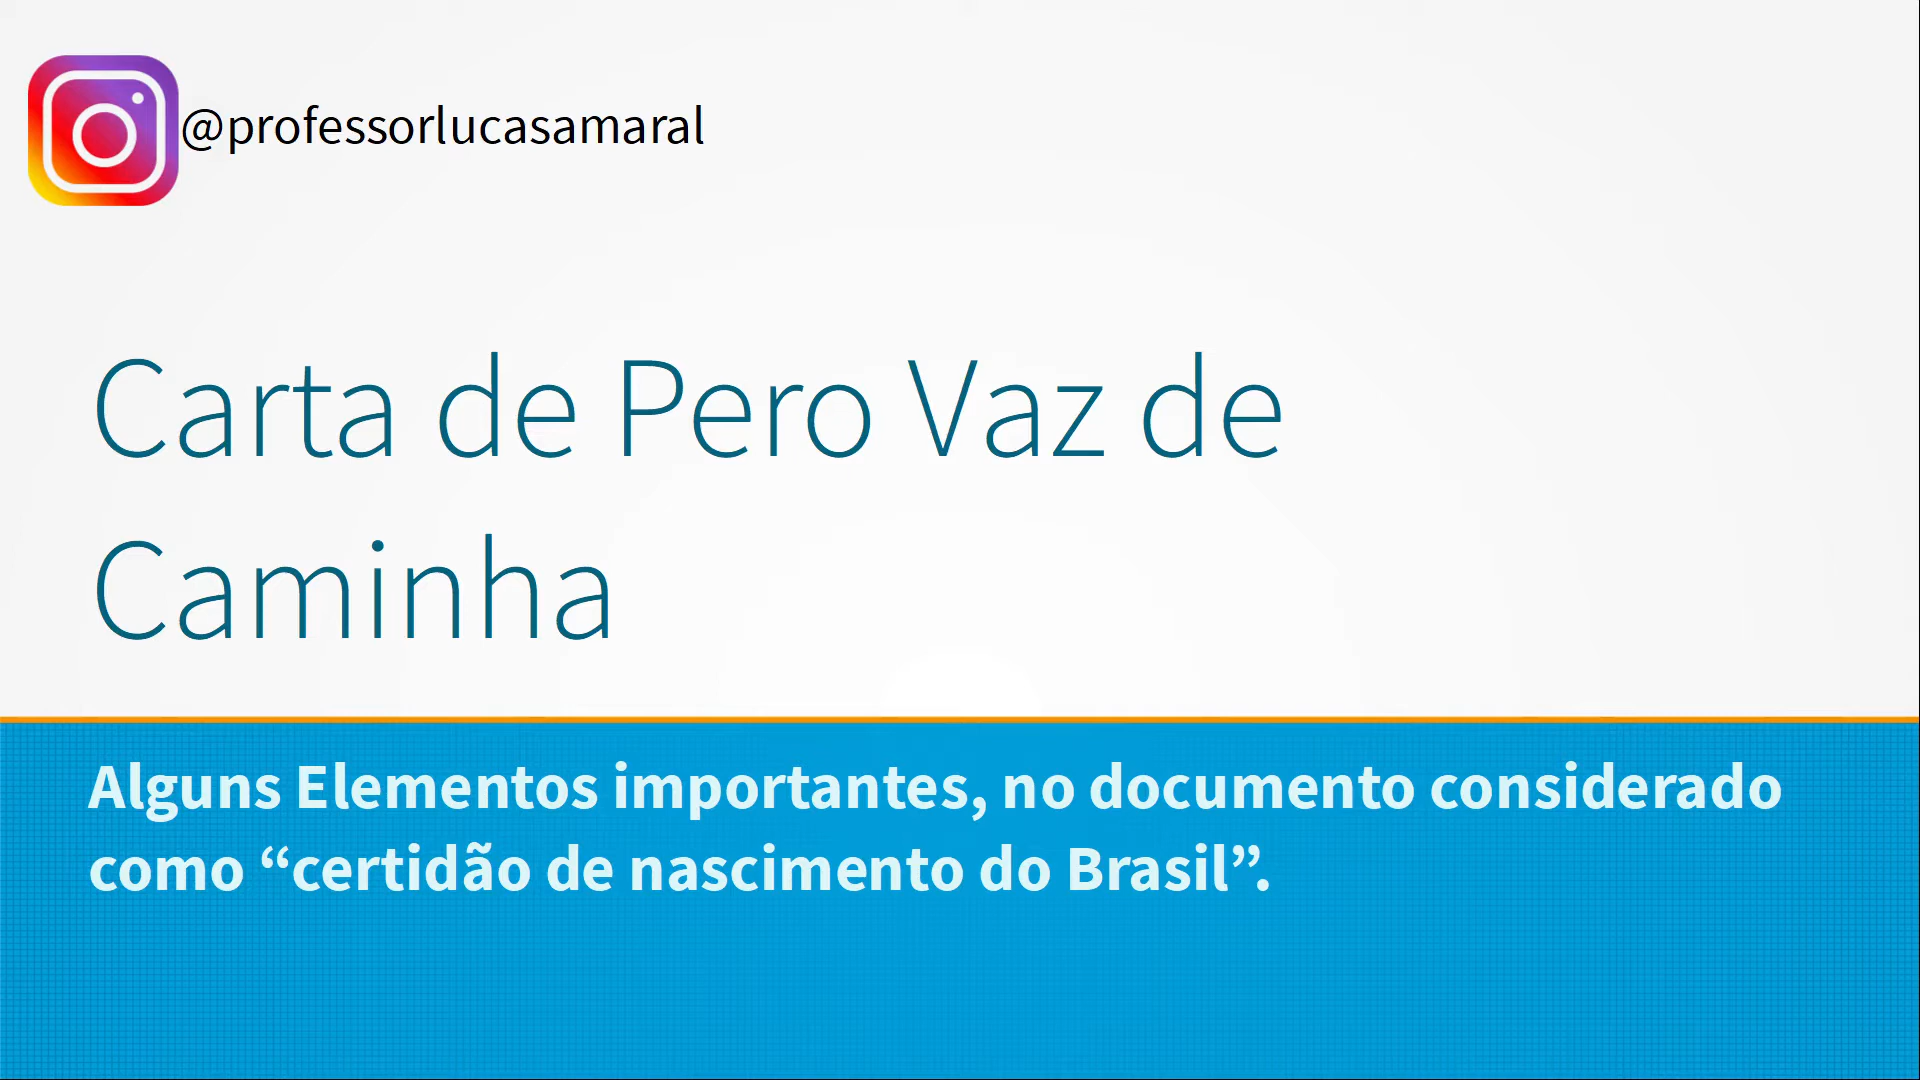 @professorlucasamaral
Carta de Pero Vaz de
Caminha
Alguns Elementos importantes, no documento considerado
como “certidão de nascimento do Brasil”.